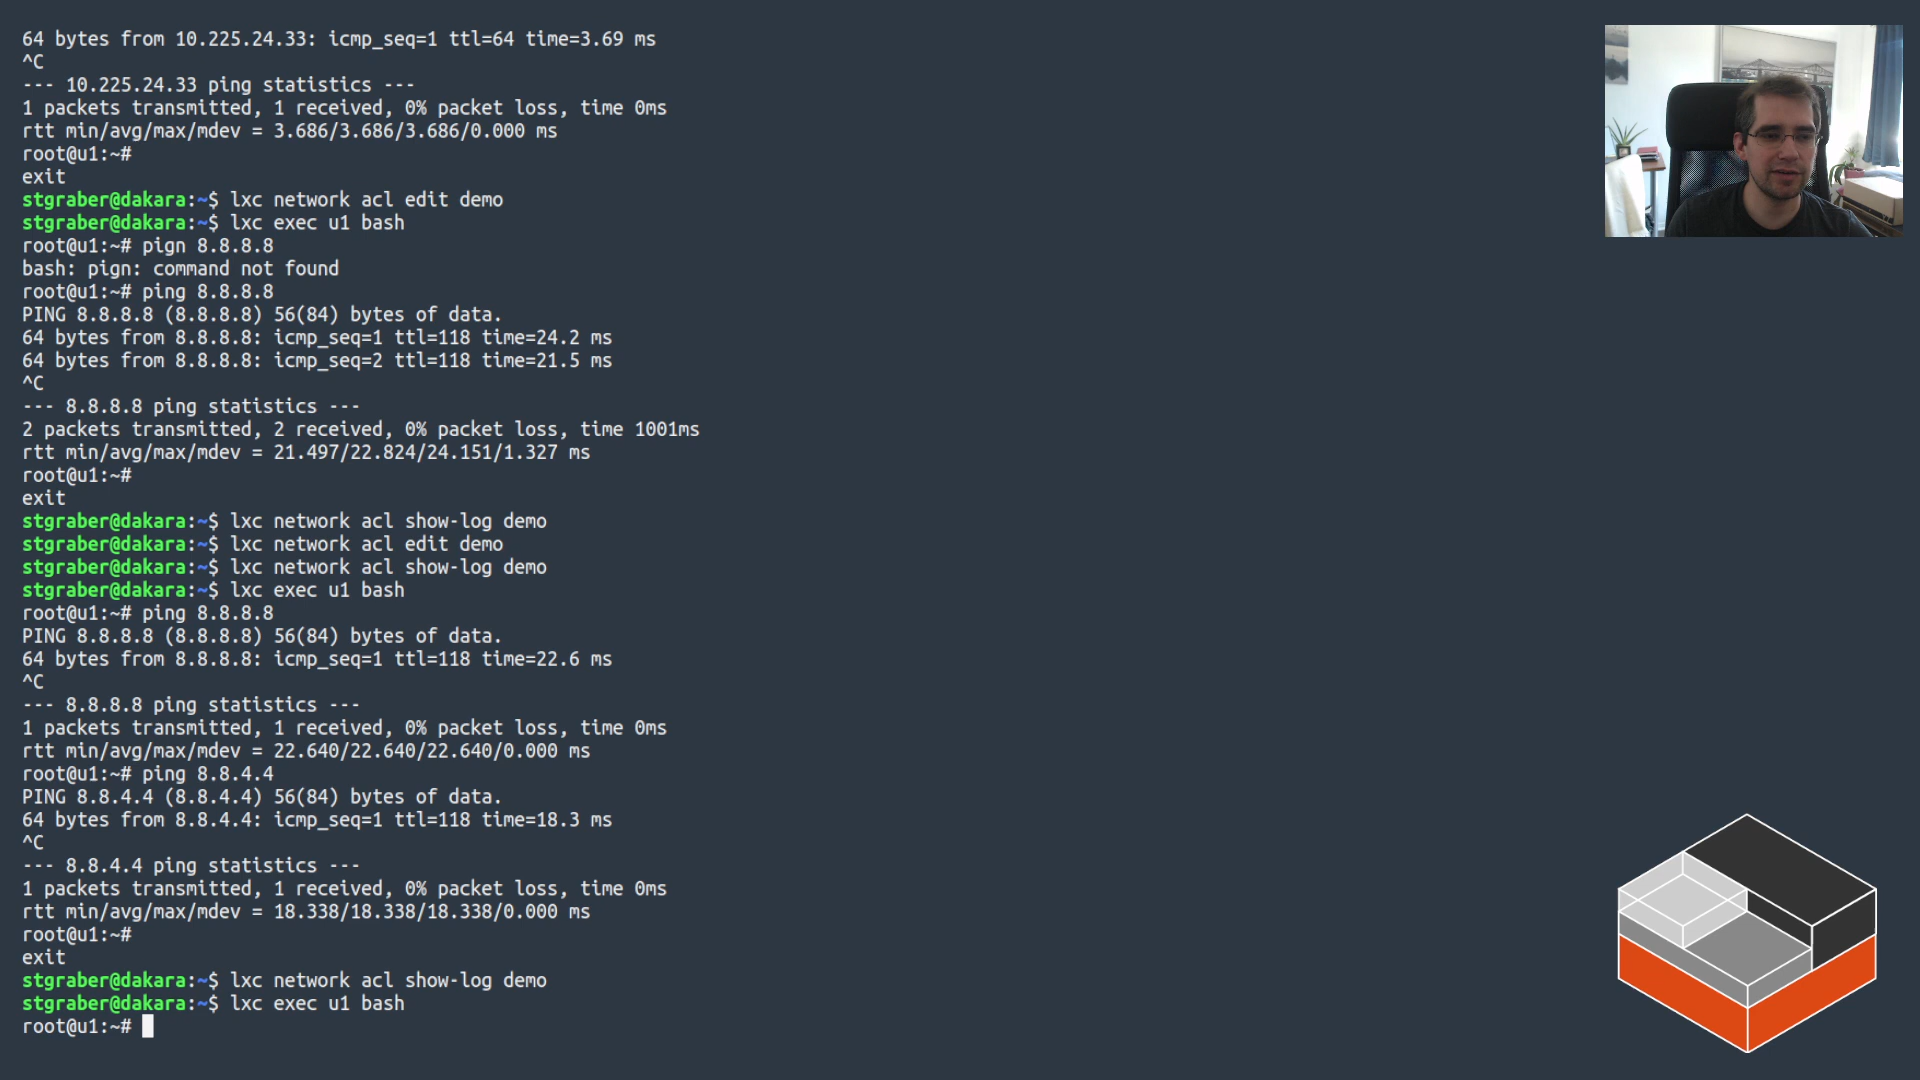 64 bytes from 10.225.24.33: icmp_seq=1 ttl=64 time=3.69 ms
^C
--- 10.225.24.33 ping statistics ---
1 packets transmitted, 1 received, 0% packet loss, time 0ms
rtt min/avg/max/mdev = 3.686/3.686/3.686/0.000 ms
root@u1:~#
exit
stgraber@dakara:~$ lxc network acl edit demo
stgraber@dakara:~$ lxc exec u1 bash
root@u1:~# pign 8.8.8.8
bash: pign: command not found
root@u1:~# ping 8.8.8.8
PING 8.8.8.8 (8.8.8.8) 56(84) bytes of data.
64 bytes from 8.8.8.8: icmp_seq=1 ttl=118 time=24.2 ms
64 bytes from 8.8.8.8: icmp_seq=2 ttl=118 time=21.5 ms
^C
--- 8.8.8.8 ping statistics ---
2 packets transmitted, 2 received, 0% packet loss, time 1001ms
rtt min/avg/max/mdev = 21.497/22.824/24.151/1.327 ms
root@u1:~#
exit
stgraber@dakara:~$ lxc network acl show-log demo
stgraber@dakara:~$ lxc network acl edit demo
stgraber@dakara:~$ lxc network acl show-log demo
stgraber@dakara:~$ lxc exec u1 bash
root@u1:~# ping 8.8.8.8
PING 8.8.8.8 (8.8.8.8) 56(84) bytes of data.
64 bytes from 8.8.8.8: icmp_seq=1 ttl=118 time=22.6 ms
^C
--- 8.8.8.8 ping statistics ---
1 packets transmitted, 1 received, 0% packet loss, time 0ms
rtt min/avg/max/mdev = 22.640/22.640/22.640/0.000 ms
root@u1:~# ping 8.8.4.4
PING 8.8.4.4 (8.8.4.4) 56(84) bytes of data.
64 bytes from 8.8.4.4: icmp_seq=1 ttl=118 time=18.3 ms
^C
--- 8.8.4.4 ping statistics ---
1 packets transmitted, 1 received, 0% packet loss, time 0ms
rtt min/avg/max/mdev = 18.338/18.338/18.338/0.000 ms
root@u1:~#
exit
stgraber@dakara:~$ lxc network acl show-log demo
stgraber@dakara:~$ lxc exec u1 bash
root@u1:~#